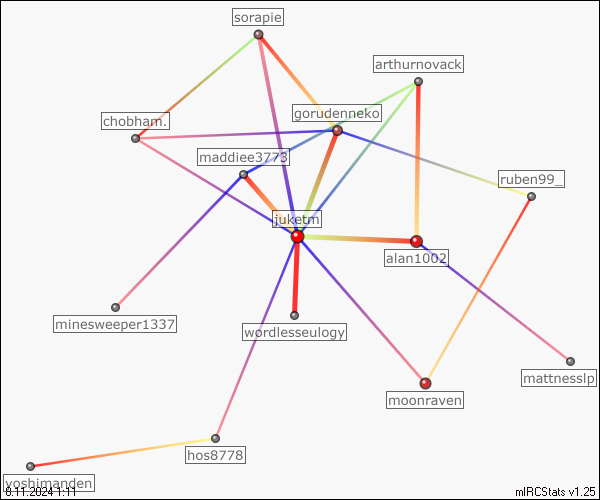 sorapie
arthurnovack
gorudenneko
chobham.
maddiee3773
ruben99_
juketm
alan1002
minesweeper1337
wordlesseulogy
mattnesslp
moonraven
hos8778
yoshimanden
8.11.2024 1:11
mIRCStats v1.25